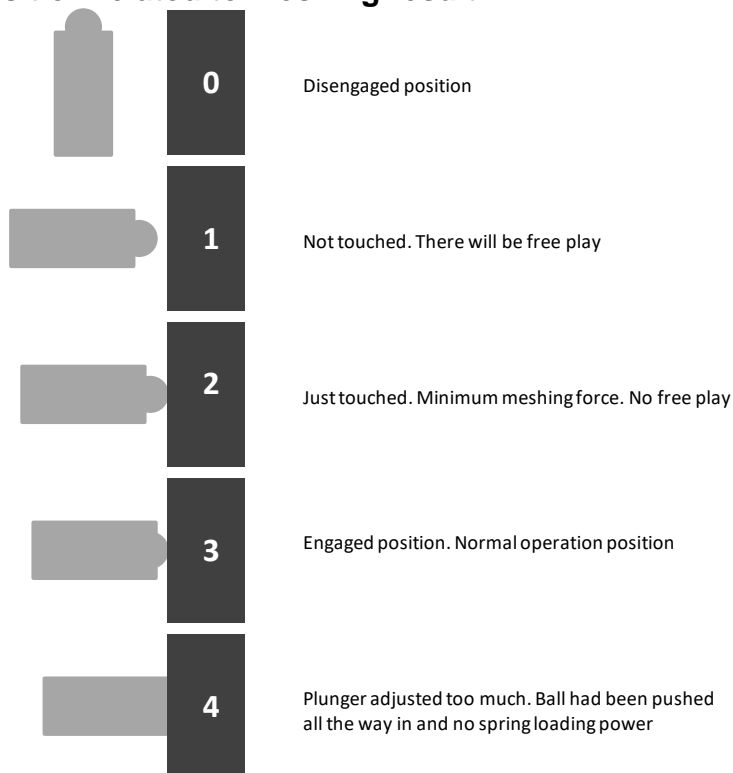 0
Disengaged position
1
Not touched. There will be free play
2
Just touched. Minimum meshing force. No free play
3
Engaged position. Normal operation position
4
Plunger adjusted too much. Ball had been pushed
all the way in and no spring loading power